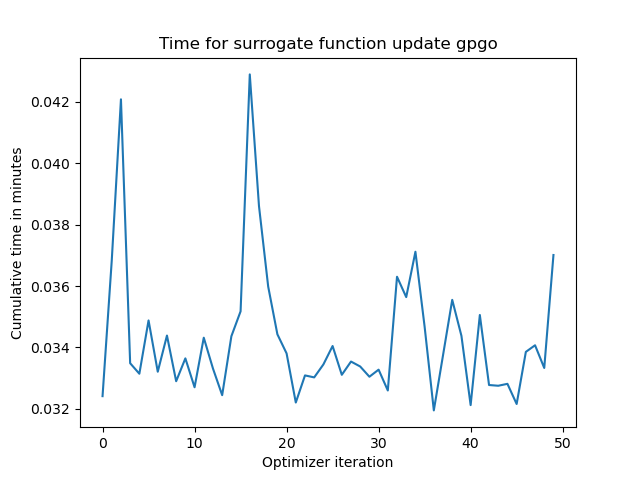 Time for surrogate function update gpgo
Cumulative time in minutes
0.042
0.040
0.038
0.036
0.034
0.032
0 10 20 30 40 50
Optimizer iteration